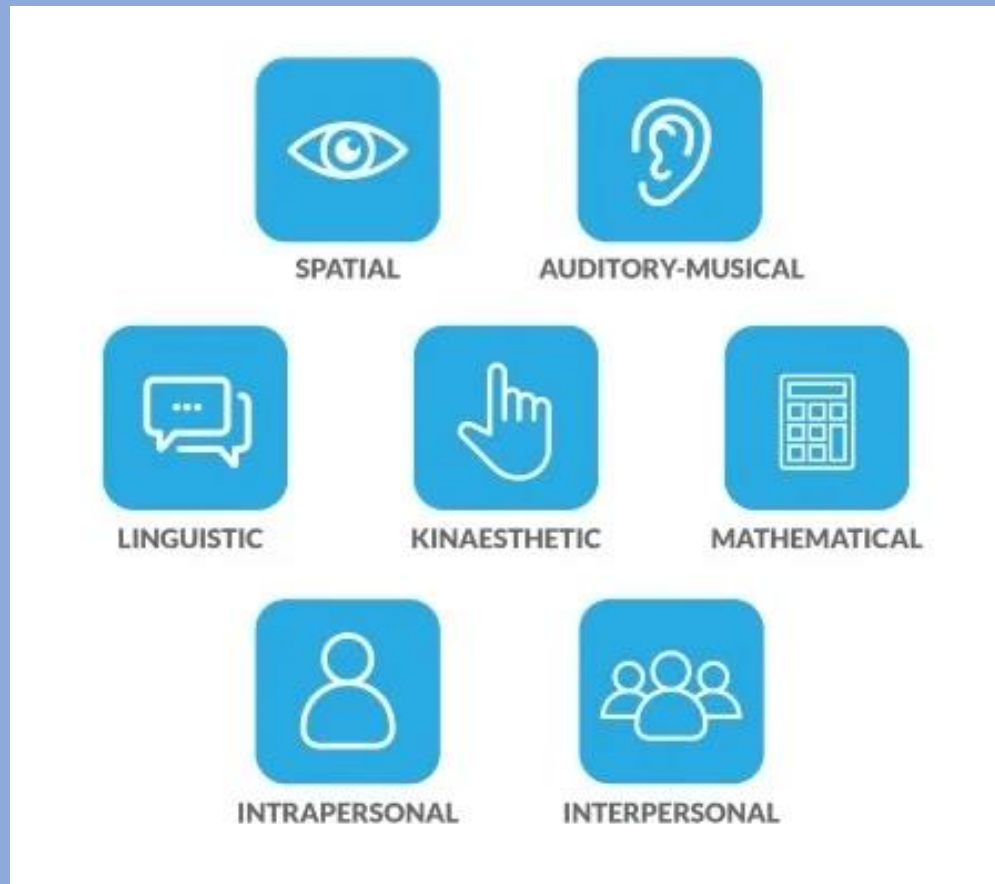 SPATIAL
AUDITORY-MUSICAL
LINGUISTIC
KINAESTHETIC
MATHEMATICAL
INTRAPERSONAL
INTERPERSONAL